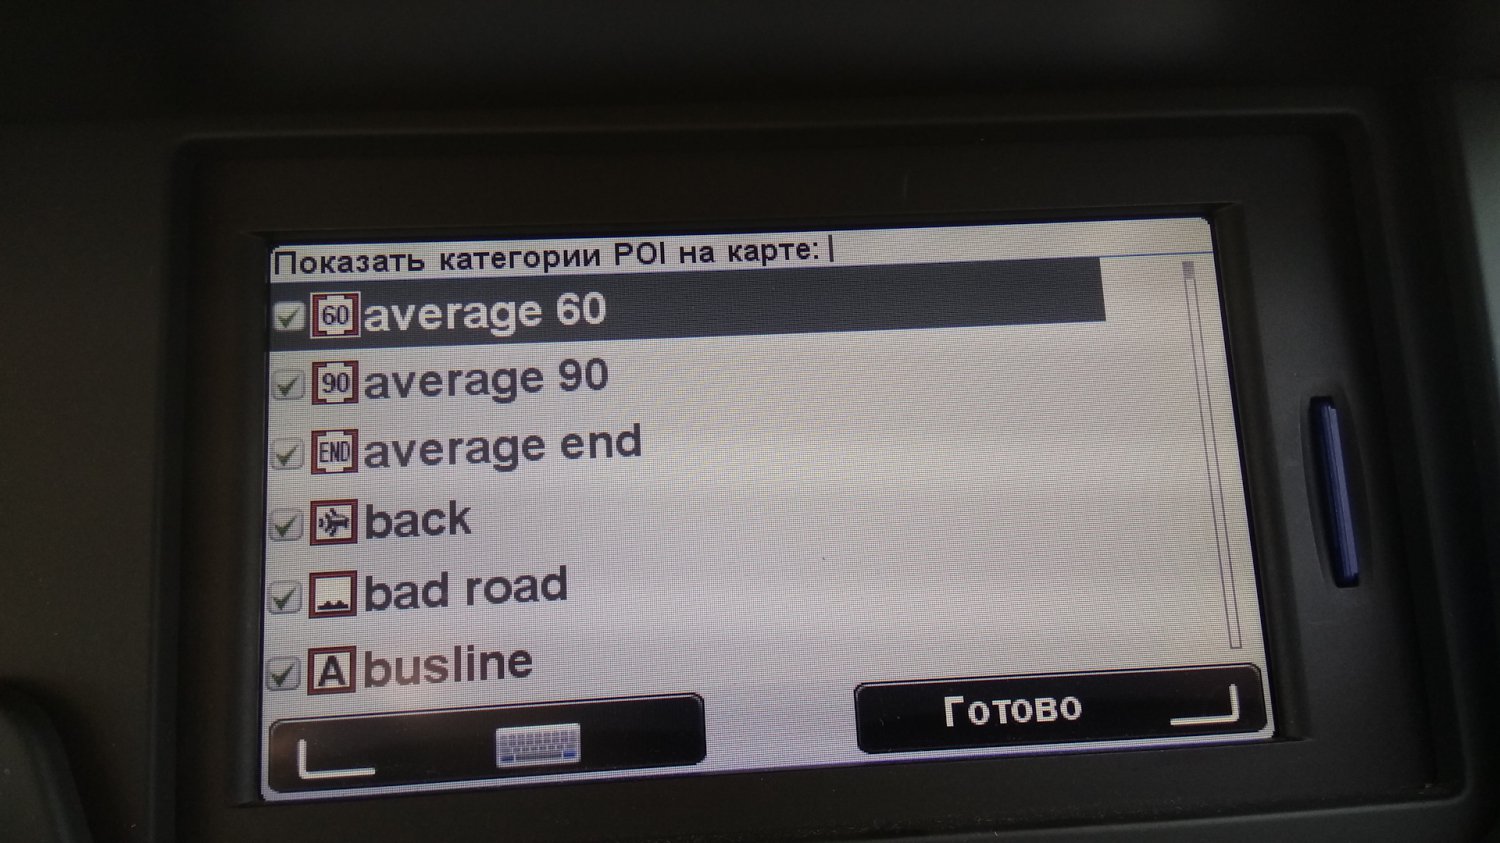 Показать категории POI на карте:
60 average 60
90 average 90
END average end
back
bad road
A busline
Готово